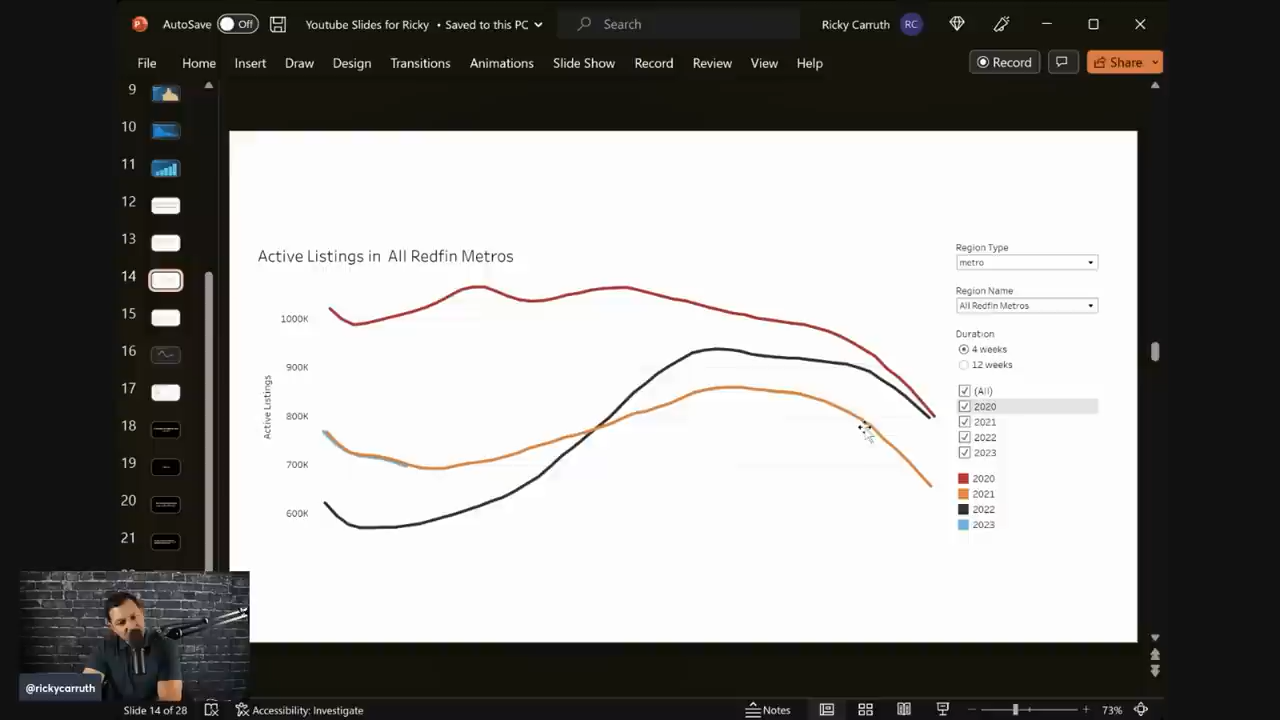 AutoSave Off Youtube Slides for Ricky • Saved to this PC Search Ricky Carruth RC
File Home Insert Draw Design Transitions Animations Slide Show Record Review View Help Record Share
9
10
11
12
13
14
15
16
17
18
19
20
21
Active Listings in All Redfin Metros
Active Listings
1000K
900K
800K
700K
600K
Region Type
metro
Region Name
All Redfin Metros
Duration
4 weeks
12 weeks
(All)
2020
2021
2022
2023
2020
2021
2022
2023
@rickycarruth
Slide 14 of 28 Accessibility: Investigate Notes 73%